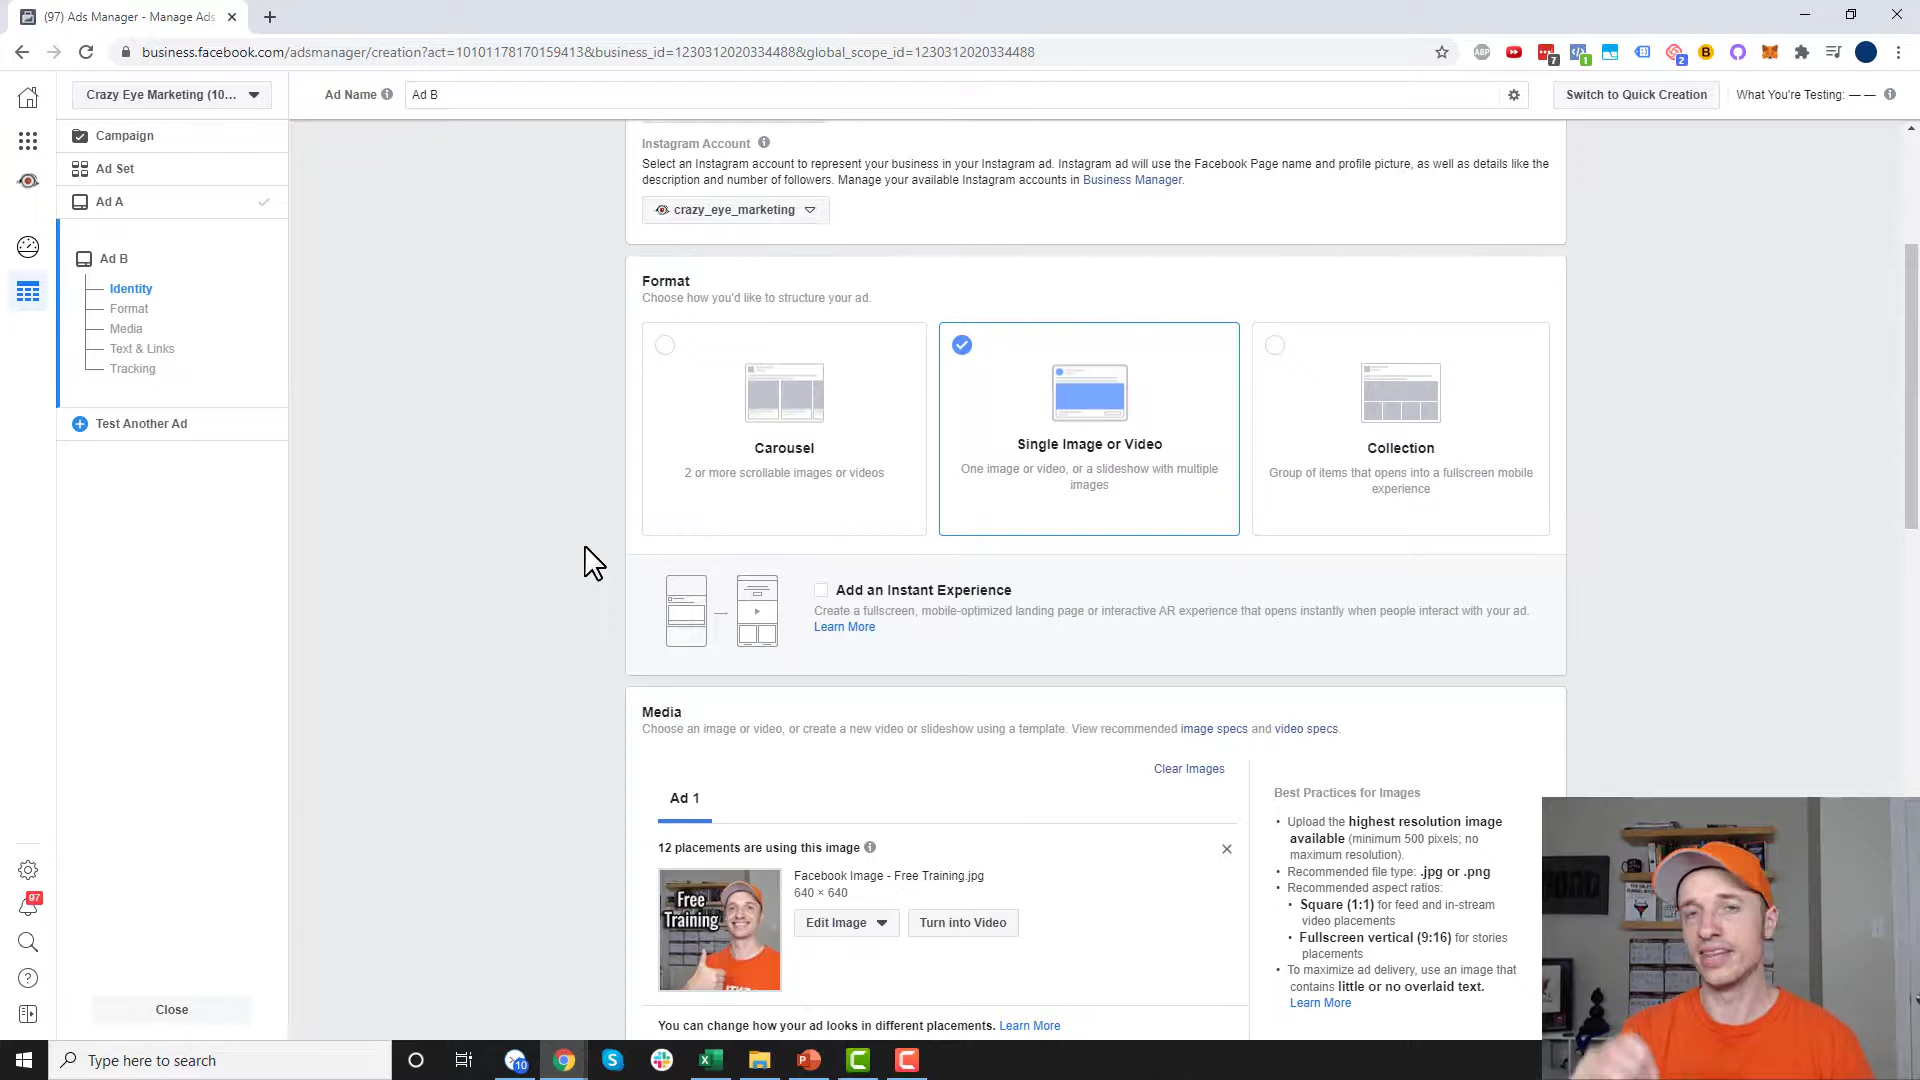 (97) Ads Manager - Manage Ads
business.facebook.com/adsmanager/creation?act=10101178170159413&business_id=1230312020334488&global_scope_id=1230312020334488
ABP
7
1
2
B
Crazy Eye Marketing (10...
Ad Name
Ad B
Switch to Quick Creation
What You're Testing: — —
Campaign
Ad Set
Ad A
Ad B
Identity
Format
Media
Text & Links
Tracking
Test Another Ad
97
Close
Instagram Account
Select an Instagram account to represent your business in your Instagram ad. Instagram ad will use the Facebook Page name and profile picture, as well as details like the
description and number of followers. Manage your available Instagram accounts in Business Manager.
crazy_eye_marketing
Format
Choose how you'd like to structure your ad.
Carousel
2 or more scrollable images or videos
Single Image or Video
One image or video, or a slideshow with multiple
images
Collection
Group of items that opens into a fullscreen mobile
experience
Add an Instant Experience
Create a fullscreen, mobile-optimized landing page or interactive AR experience that opens instantly when people interact with your ad.
Learn More
Media
Choose an image or video, or create a new video or slideshow using a template. View recommended image specs and video specs.
Clear Images
Ad 1
12 placements are using this image
Free
Training
Facebook Image - Free Training.jpg
640 × 640
Edit Image
Turn into Video
You can change how your ad looks in different placements. Learn More
Best Practices for Images
• Upload the highest resolution image
available (minimum 500 pixels; no
maximum resolution).
• Recommended file type: .jpg or .png
• Recommended aspect ratios:
• Square (1:1) for feed and in-stream
video placements
• Fullscreen vertical (9:16) for stories
placements
• To maximize ad delivery, use an image that
contains little or no overlaid text.
Learn More
Type here to search
10